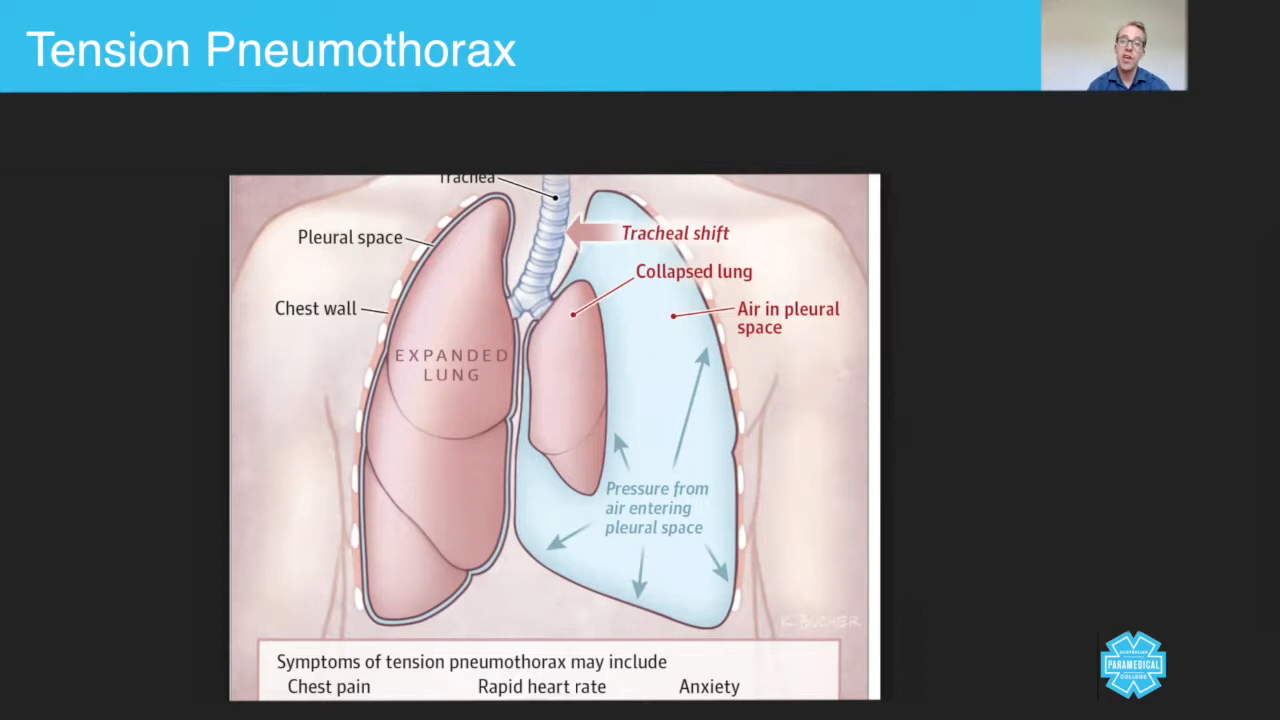 Tension Pneumothorax
Trachea
Pleural space
Tracheal shift
Collapsed lung
Chest wall
Air in pleural
space
EXPANDED
LUNG
Pressure from
air entering
pleural space
Symptoms of tension pneumothorax may include
Chest pain Rapid heart rate Anxiety
AUSTRALIAN
PARAMEDICAL
COLLEGE